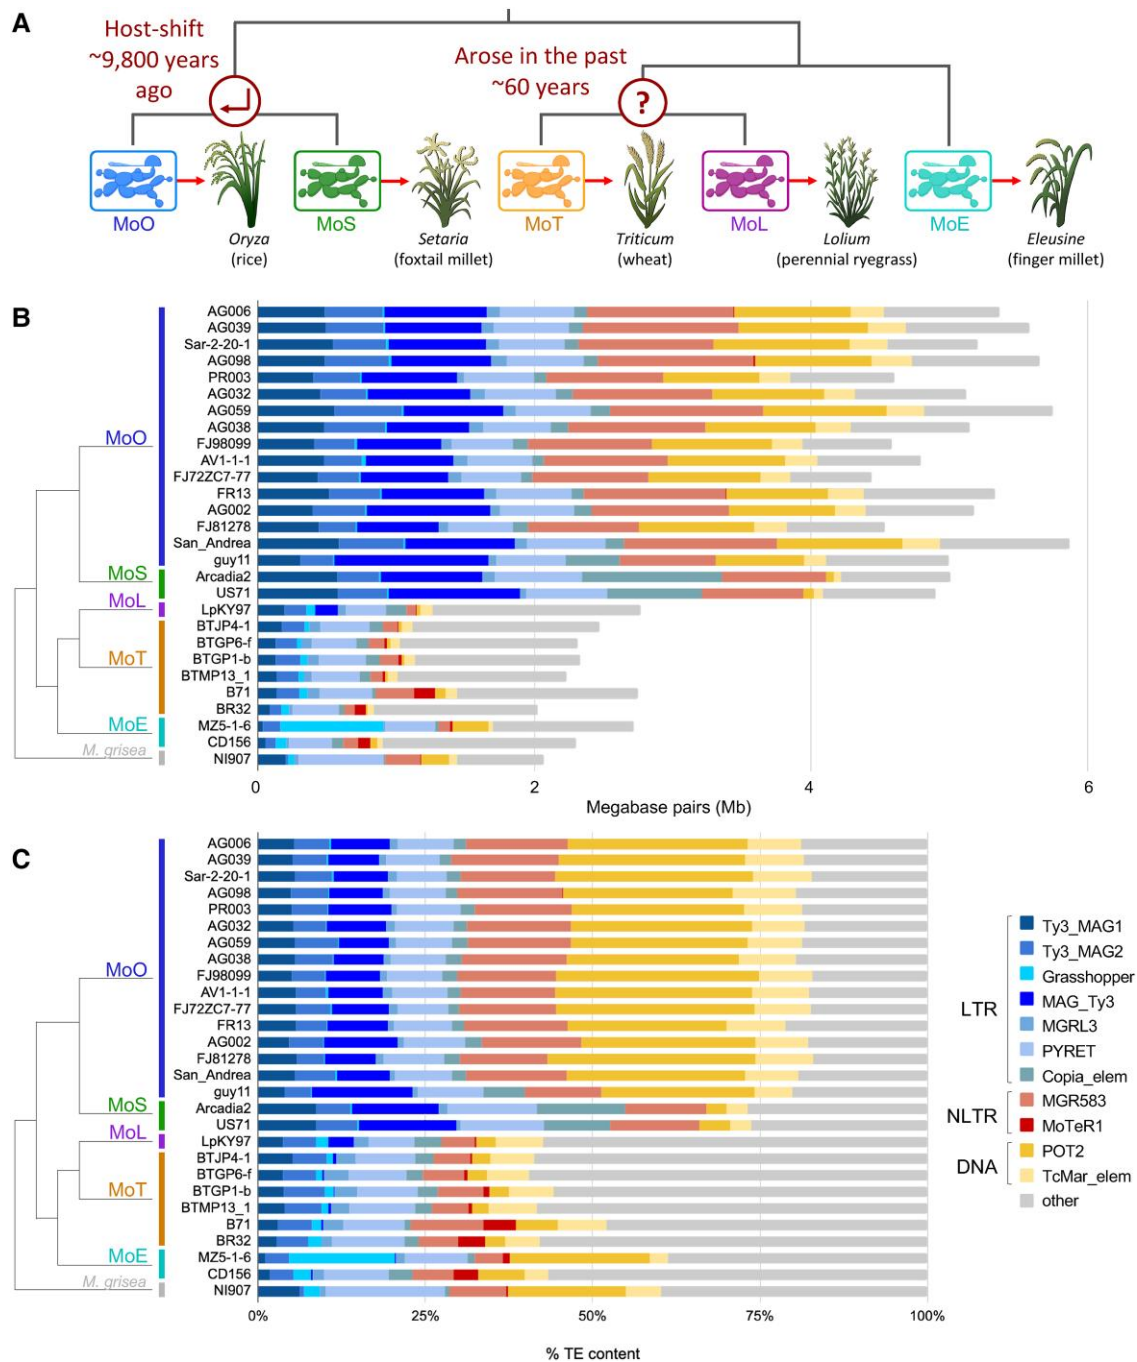 A
Host-shift
~9,800 years
ago
Arose in the past
~60 years
?
MoO
MoS
MoT
MoL
MoE
Oryza
(rice)
Setaria
(foxtail millet)
Triticum
(wheat)
Lolium
(perennial ryegrass)
Eleusine
(finger millet)
B
MoO
MoS
MoL
MoT
MoE
M. grisea
AG006
AG039
Sar-2-20-1
AG098
PR003
AG032
AG059
AG038
FJ98099
AV1-1-1
FJ72ZC7-77
FR13
AG002
FJ81278
San_Andrea
guy11
Arcadia2
US71
LpKY97
BTJP4-1
BTGP6-f
BTGP1-b
BTMP13_1
B71
BR32
MZ5-1-6
CD156
NI907
0 2 4 6
Megabase pairs (Mb)
C
MoO
MoS
MoL
MoT
MoE
M. grisea
AG006
AG039
Sar-2-20-1
AG098
PR003
AG032
AG059
AG038
FJ98099
AV1-1-1
FJ72ZC7-77
FR13
AG002
FJ81278
San_Andrea
guy11
Arcadia2
US71
LpKY97
BTJP4-1
BTGP6-f
BTGP1-b
BTMP13_1
B71
BR32
MZ5-1-6
CD156
NI907
0% 25% 50% 75% 100%
% TE content
LTR
Ty3_MAG1
Ty3_MAG2
Grasshopper
MAG_Ty3
MGRL3
PYRET
Copia_elem
NLTR
MGR583
MoTeR1
DNA
POT2
TcMar_elem
other